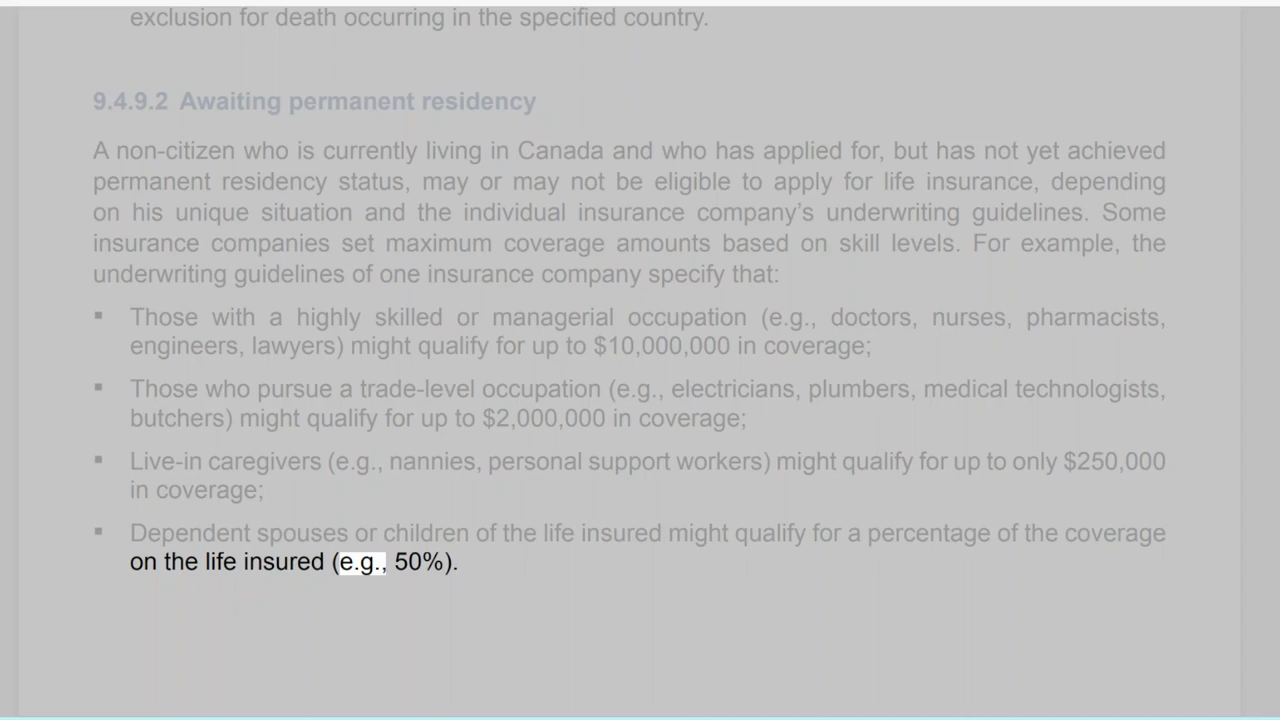 exclusion for death occurring in the specified country.
9.4.9.2 Awaiting permanent residency
A non-citizen who is currently living in Canada and who has applied for, but has not yet achieved
permanent residency status, may or may not be eligible to apply for life insurance, depending
on his unique situation and the individual insurance company's underwriting guidelines. Some
insurance companies set maximum coverage amounts based on skill levels. For example, the
underwriting guidelines of one insurance company specify that:
▪ Those with a highly skilled or managerial occupation (e.g., doctors, nurses, pharmacists,
engineers, lawyers) might qualify for up to $10,000,000 in coverage;
▪ Those who pursue a trade-level occupation (e.g., electricians, plumbers, medical technologists,
butchers) might qualify for up to $2,000,000 in coverage;
▪ Live-in caregivers (e.g., nannies, personal support workers) might qualify for up to only $250,000
in coverage;
▪ Dependent spouses or children of the life insured might qualify for a percentage of the coverage
on the life insured (e.g., 50%).